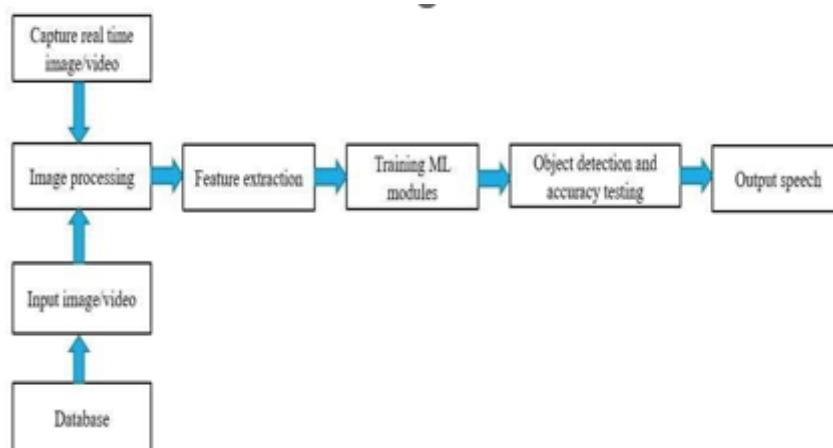 Capture real time
image/video
Image processing
Feature extraction
Training ML
modules
Object detection and
accuracy testing
Output speech
Input image/video
Database